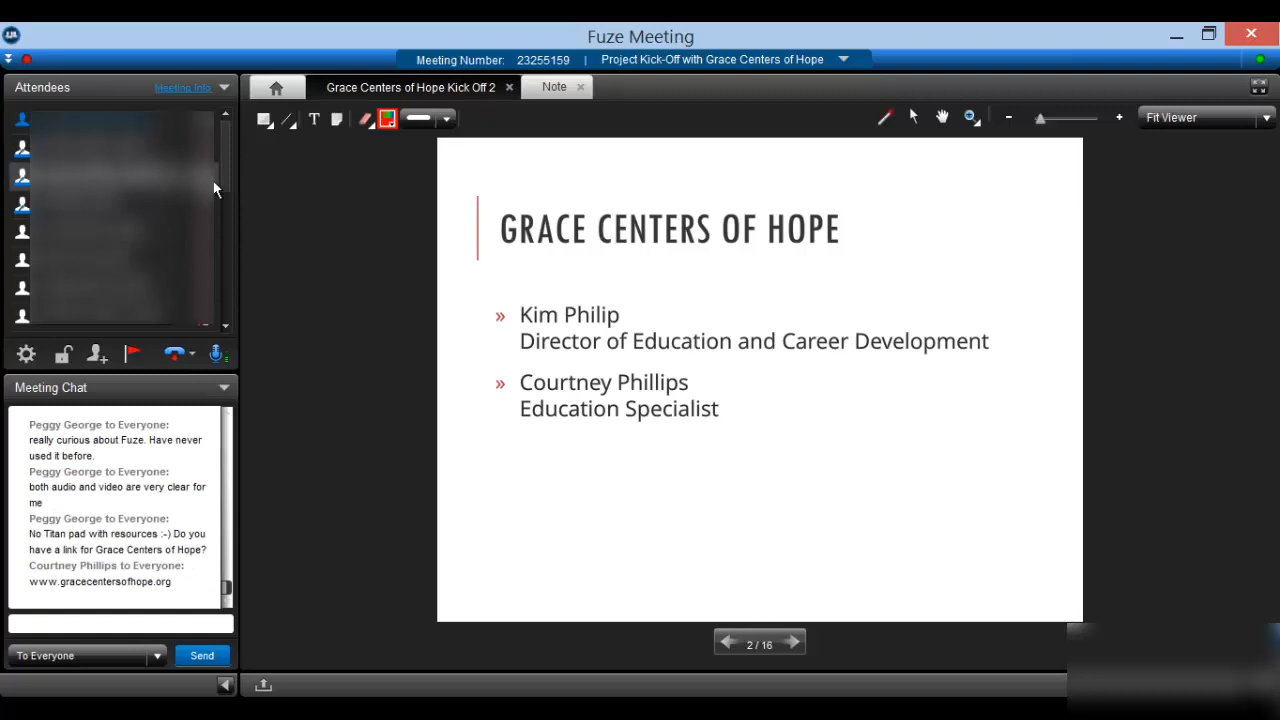 Fuze Meeting
Meeting Number: 23255159 | Project Kick-Off with Grace Centers of Hope
Attendees
Meeting Info
Grace Centers of Hope Kick Off 2
Note
T
Fit Viewer
GRACE CENTERS OF HOPE
» Kim Philip
Director of Education and Career Development
» Courtney Phillips
Education Specialist
Meeting Chat
Peggy George to Everyone:
really curious about Fuze. Have never
used it before.
Peggy George to Everyone:
both audio and video are very clear for
me
Peggy George to Everyone:
No Titan pad with resources :-) Do you
have a link for Grace Centers of Hope?
Courtney Phillips to Everyone:
www.gracecentersofhope.org
To Everyone
Send
2 / 16